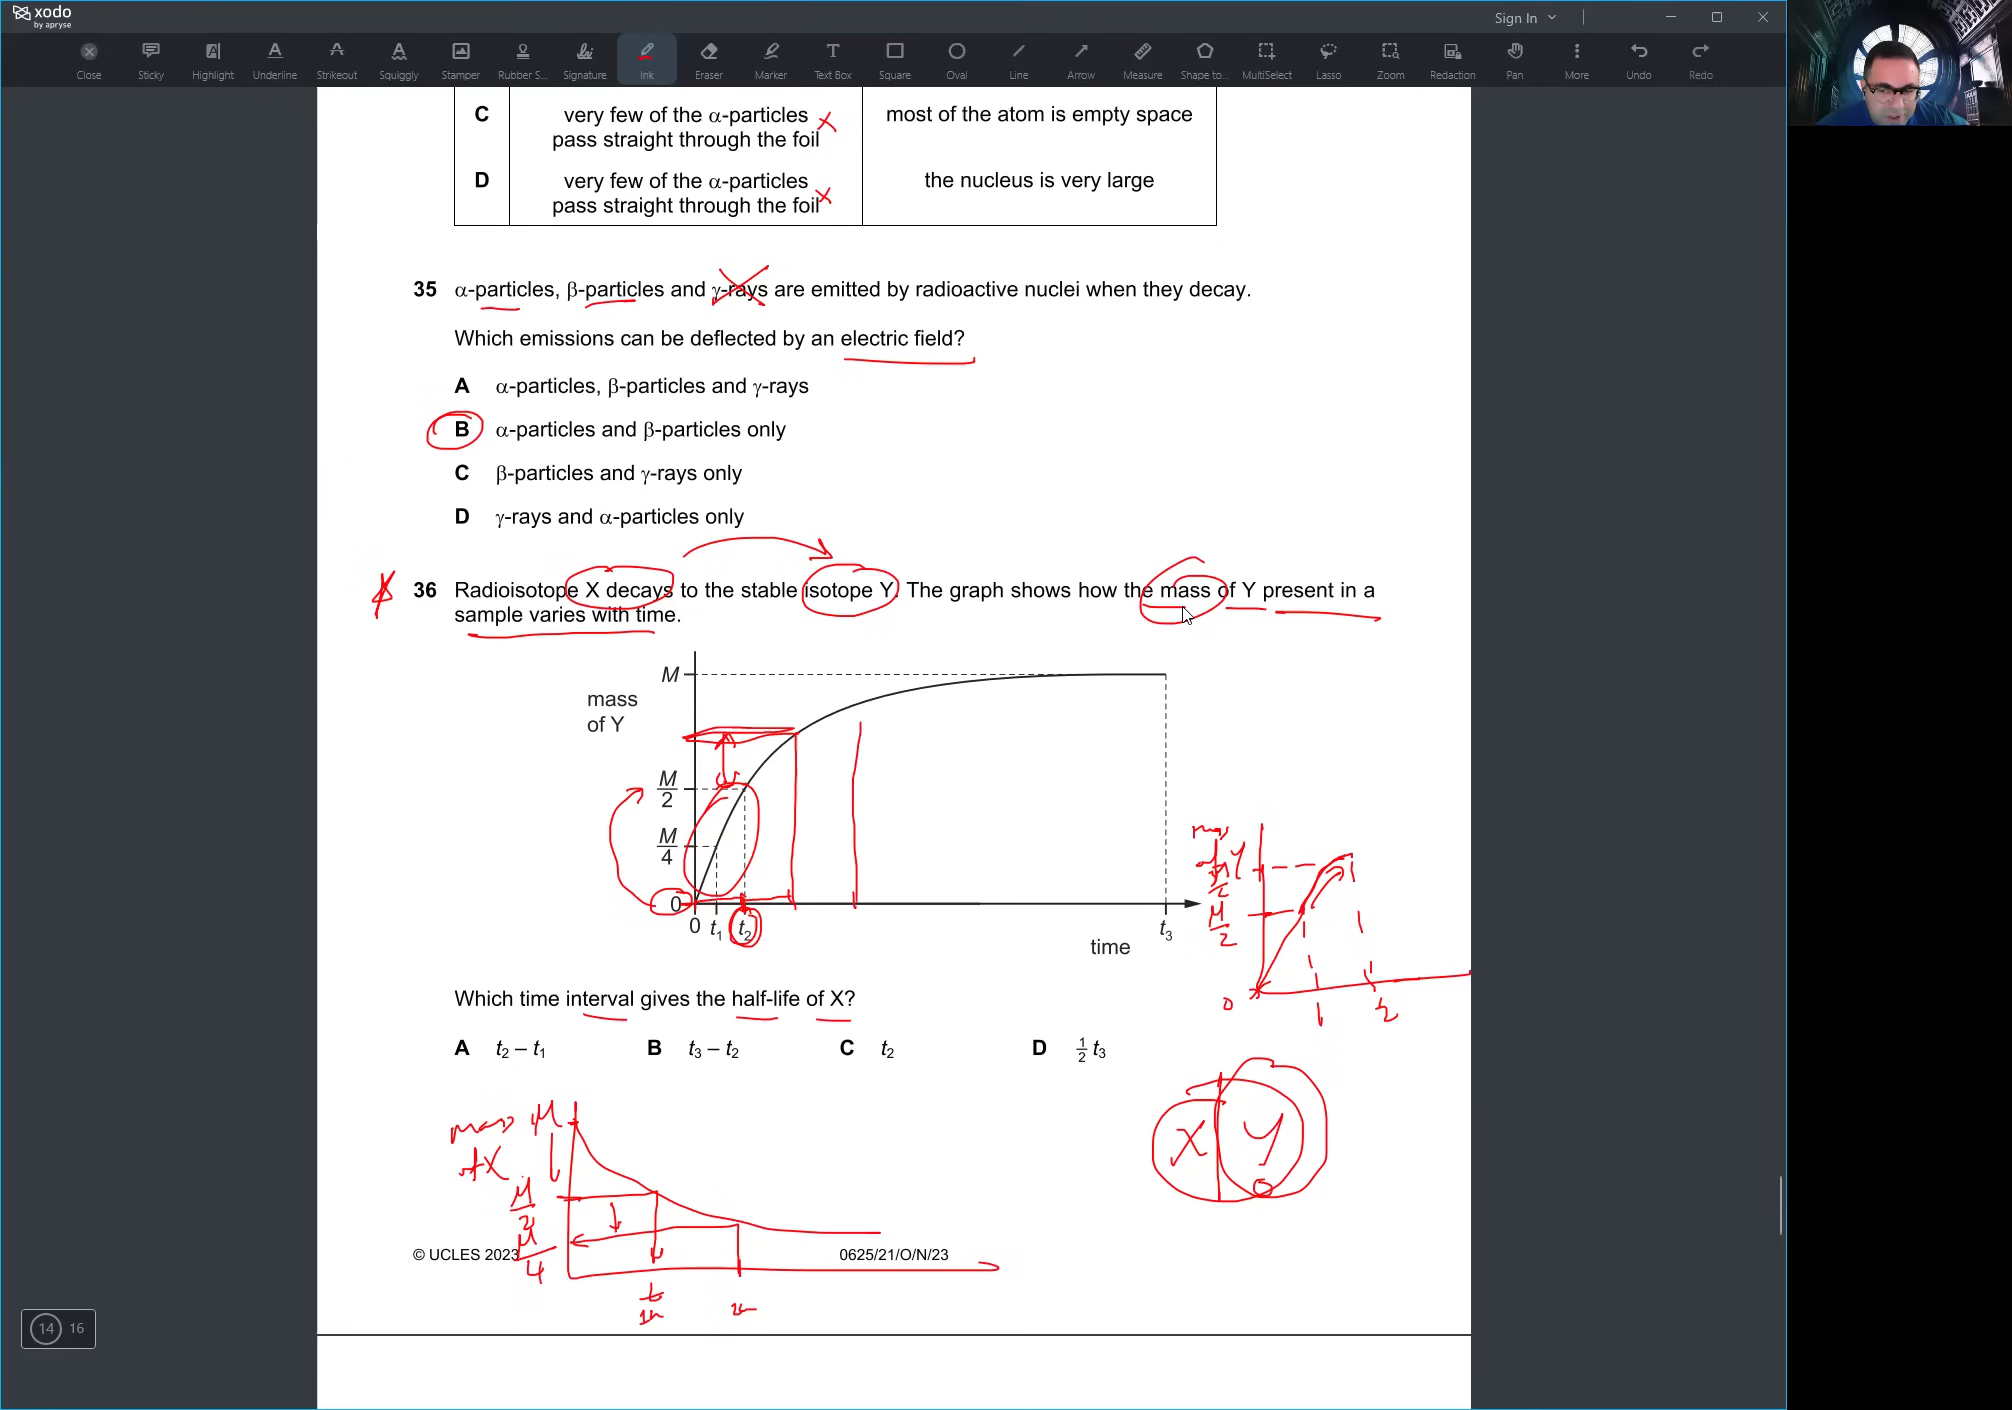 xodo
by apryse
Sign In
Close Sticky Highlight Underline Strikeout Squiggly Stamper Rubber S... Signature Ink Eraser Marker Text Box Square Oval Line Arrow Measure Shape to... MultiSelect Lasso Zoom Redaction Pan More Undo Redo
C very few of the α-particles most of the atom is empty space
pass straight through the foil
D very few of the α-particles the nucleus is very large
pass straight through the foil
35 α-particles, β-particles and γ-rays are emitted by radioactive nuclei when they decay.
Which emissions can be deflected by an electric field?
A α-particles, β-particles and γ-rays
B α-particles and β-particles only
C β-particles and γ-rays only
D γ-rays and α-particles only
36 Radioisotope X decays to the stable isotope Y. The graph shows how the mass of Y present in a
sample varies with time.
M
mass
of Y
M/2
M/4
0
0 t1 t2 t3
time
mas
of Y
M/2
0
1 2
Which time interval gives the half-life of X?
A t2 – t1 B t3 – t2 C t2 D 1/2 t3
mass M
of X
M/2
M/4
X Y
© UCLES 2023 0625/21/O/N/23
14 16